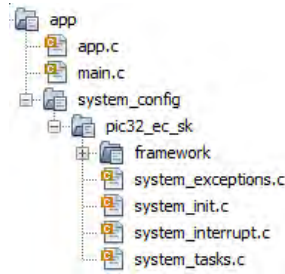 app
app.c
main.c
system_config
pic32_ec_sk
framework
system_exceptions.c
system_init.c
system_interrupt.c
system_tasks.c